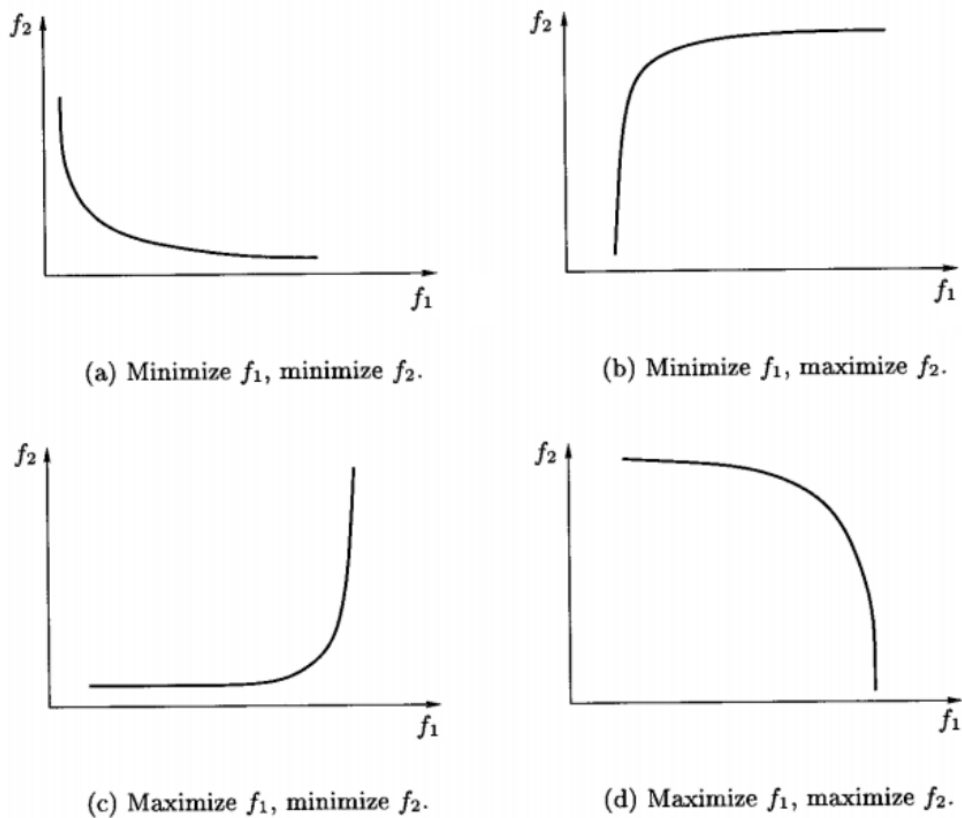 f₂
f₁
(a) Minimize f₁, minimize f₂.
f₂
f₁
(b) Minimize f₁, maximize f₂.
f₂
f₁
(c) Maximize f₁, minimize f₂.
f₂
f₁
(d) Maximize f₁, maximize f₂.